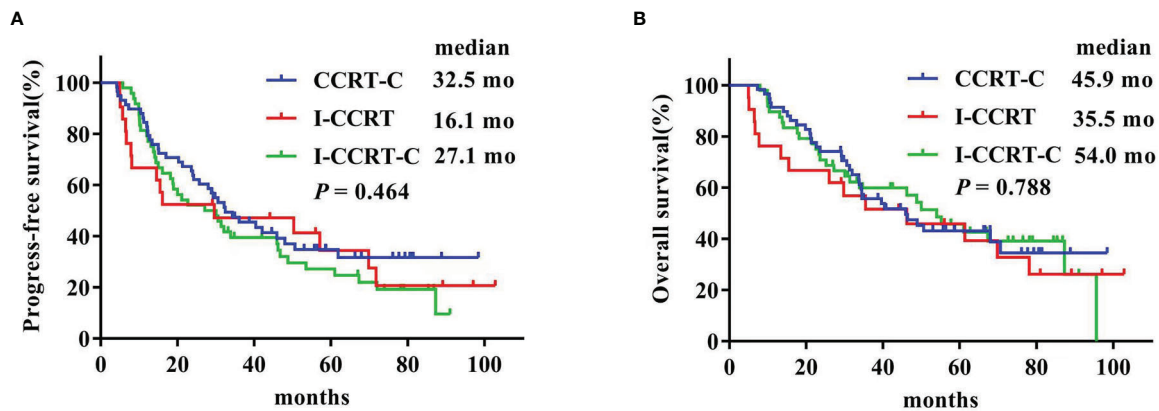 A
Progress-free survival(%)
100
80
60
40
20
0
median
CCRT-C 32.5 mo
I-CCRT 16.1 mo
I-CCRT-C 27.1 mo
P = 0.464
0 20 40 60 80 100
months
B
Overall survival(%)
100
80
60
40
20
0
median
CCRT-C 45.9 mo
I-CCRT 35.5 mo
I-CCRT-C 54.0 mo
P = 0.788
0 20 40 60 80 100
months